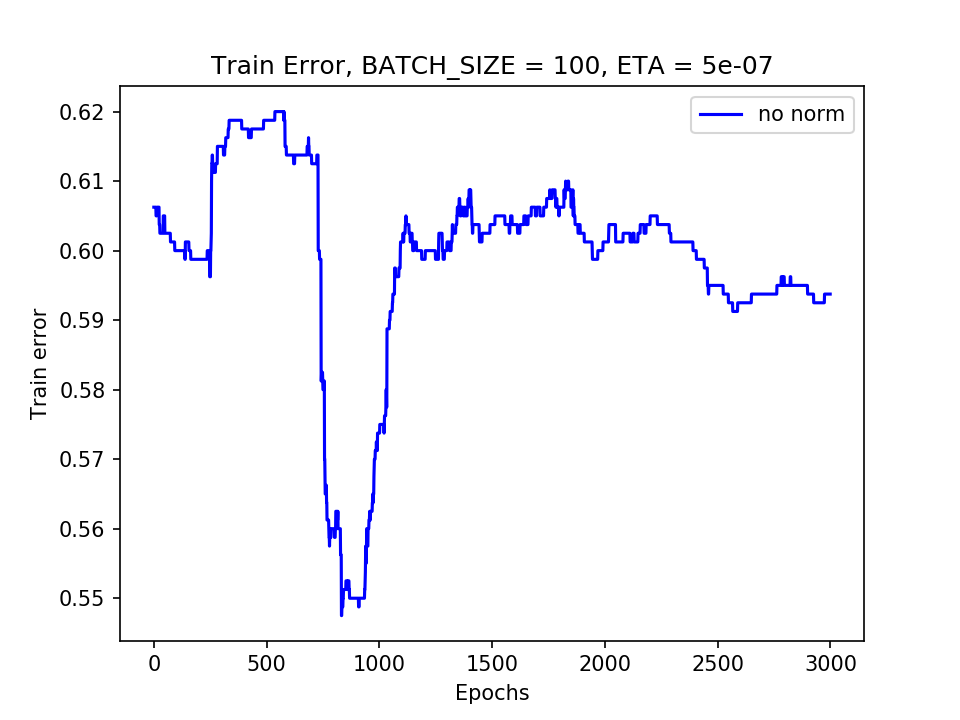 Train Error, BATCH_SIZE = 100, ETA = 5e-07
no norm
0.62
0.61
0.60
0.59
0.58
0.57
0.56
0.55
Train error
0 500 1000 1500 2000 2500 3000
Epochs